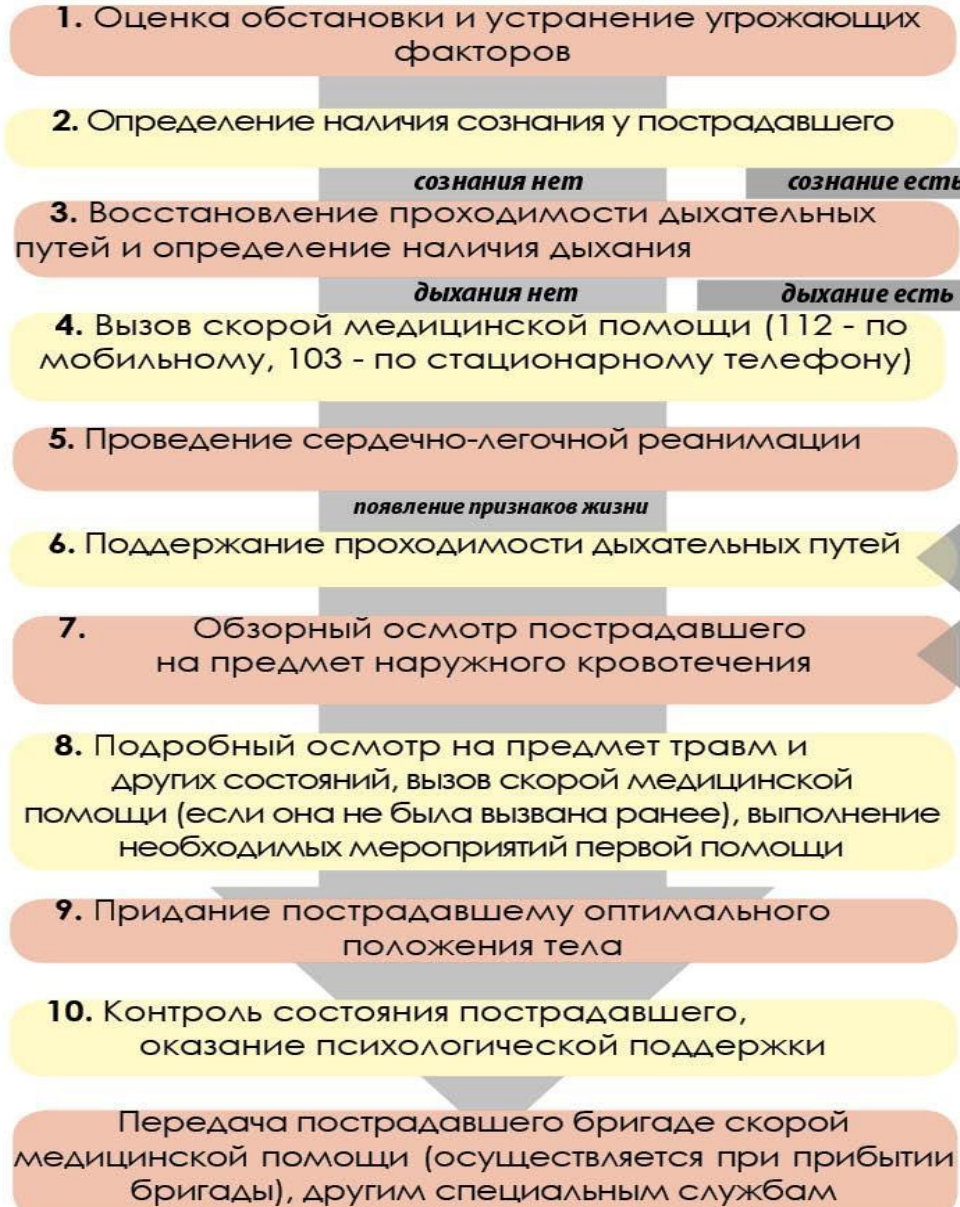 1. Оценка обстановки и устранение угрожающих
факторов
2. Определение наличия сознания у пострадавшего
сознания нет
сознание есть
3. Восстановление проходимости дыхательных
путей и определение наличия дыхания
дыхания нет
дыхание есть
4. Вызов скорой медицинской помощи (112 - по
мобильному, 103 - по стационарному телефону)
5. Проведение сердечно-легочной реанимации
появление признаков жизни
6. Поддержание проходимости дыхательных путей
7. Обзорный осмотр пострадавшего
на предмет наружного кровотечения
8. Подробный осмотр на предмет травм и
других состояний, вызов скорой медицинской
помощи (если она не была вызвана ранее), выполнение
необходимых мероприятий первой помощи
9. Придание пострадавшему оптимального
положения тела
10. Контроль состояния пострадавшего,
оказание психологической поддержки
Передача пострадавшего бригаде скорой
медицинской помощи (осуществляется при прибытии
бригады), другим специальным службам